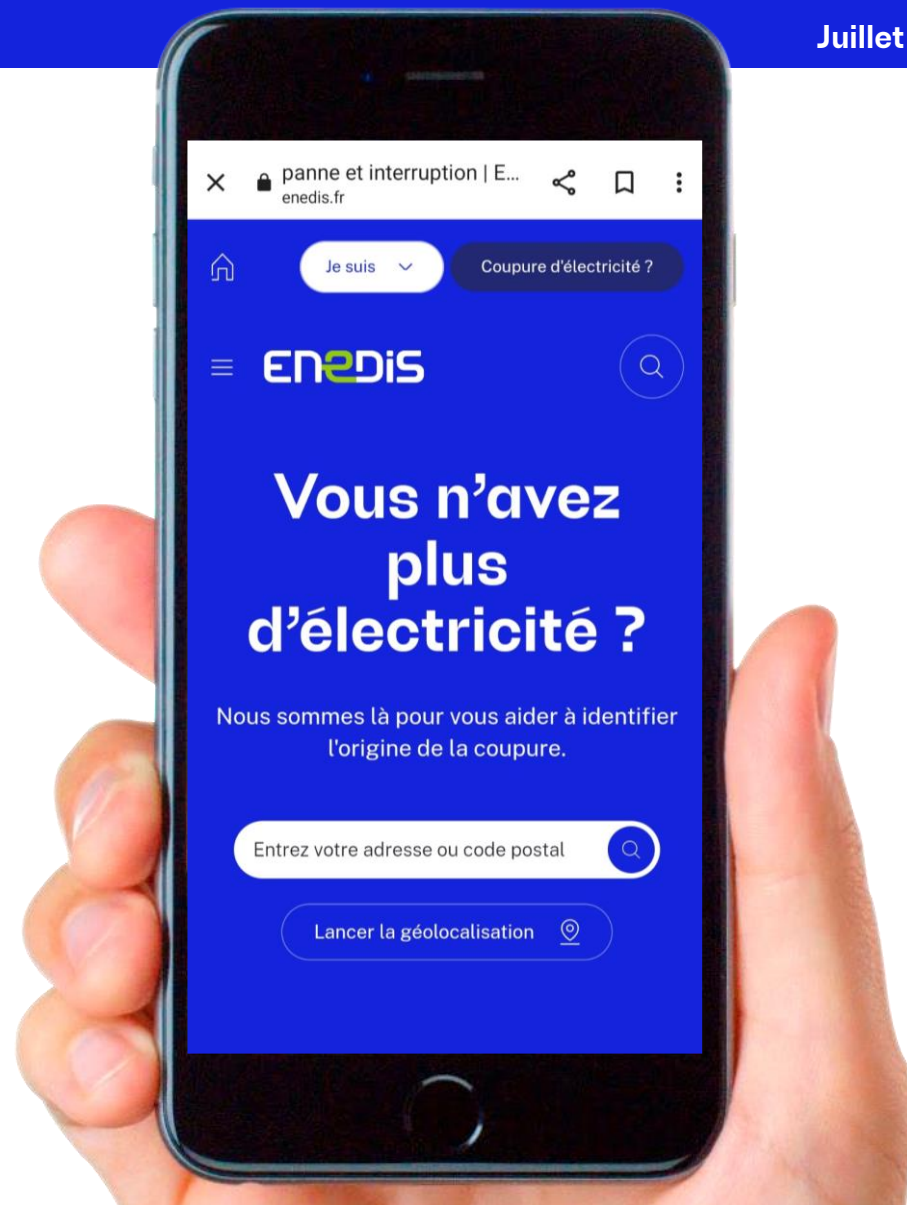 Juillet
panne et interruption | E...
enedis.fr
Je suis
Coupure d'électricité ?
ENEDIS
Vous n'avez
plus
d'électricité ?
Nous sommes là pour vous aider à identifier
l'origine de la coupure.
Entrez votre adresse ou code postal
Lancer la géolocalisation